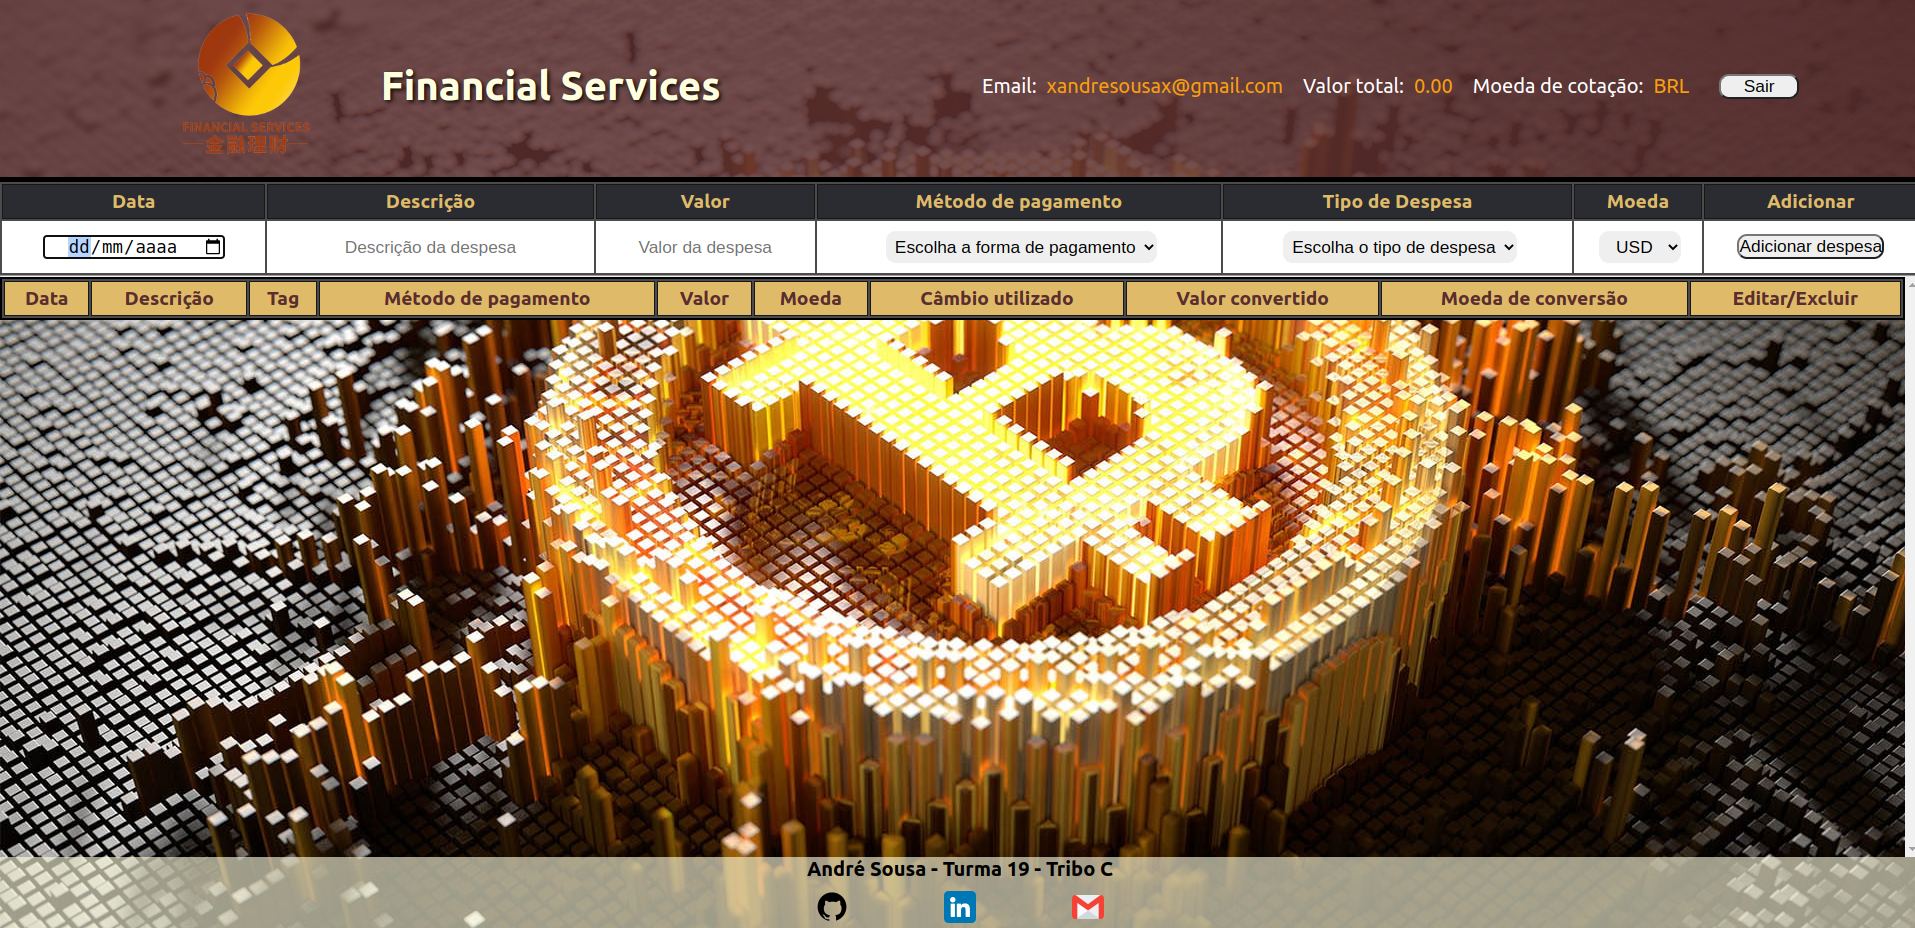 FINANCIAL SERVICES
金融理財
Financial Services
Email: xandresousax@gmail.com Valor total: 0.00 Moeda de cotação: BRL Sair
Data Descrição Valor Método de pagamento Tipo de Despesa Moeda Adicionar
dd/mm/aaaa Descrição da despesa Valor da despesa Escolha a forma de pagamento Escolha o tipo de despesa USD Adicionar despesa
Data Descrição Tag Método de pagamento Valor Moeda Câmbio utilizado Valor convertido Moeda de conversão Editar/Excluir
André Sousa - Turma 19 - Tribo C
in